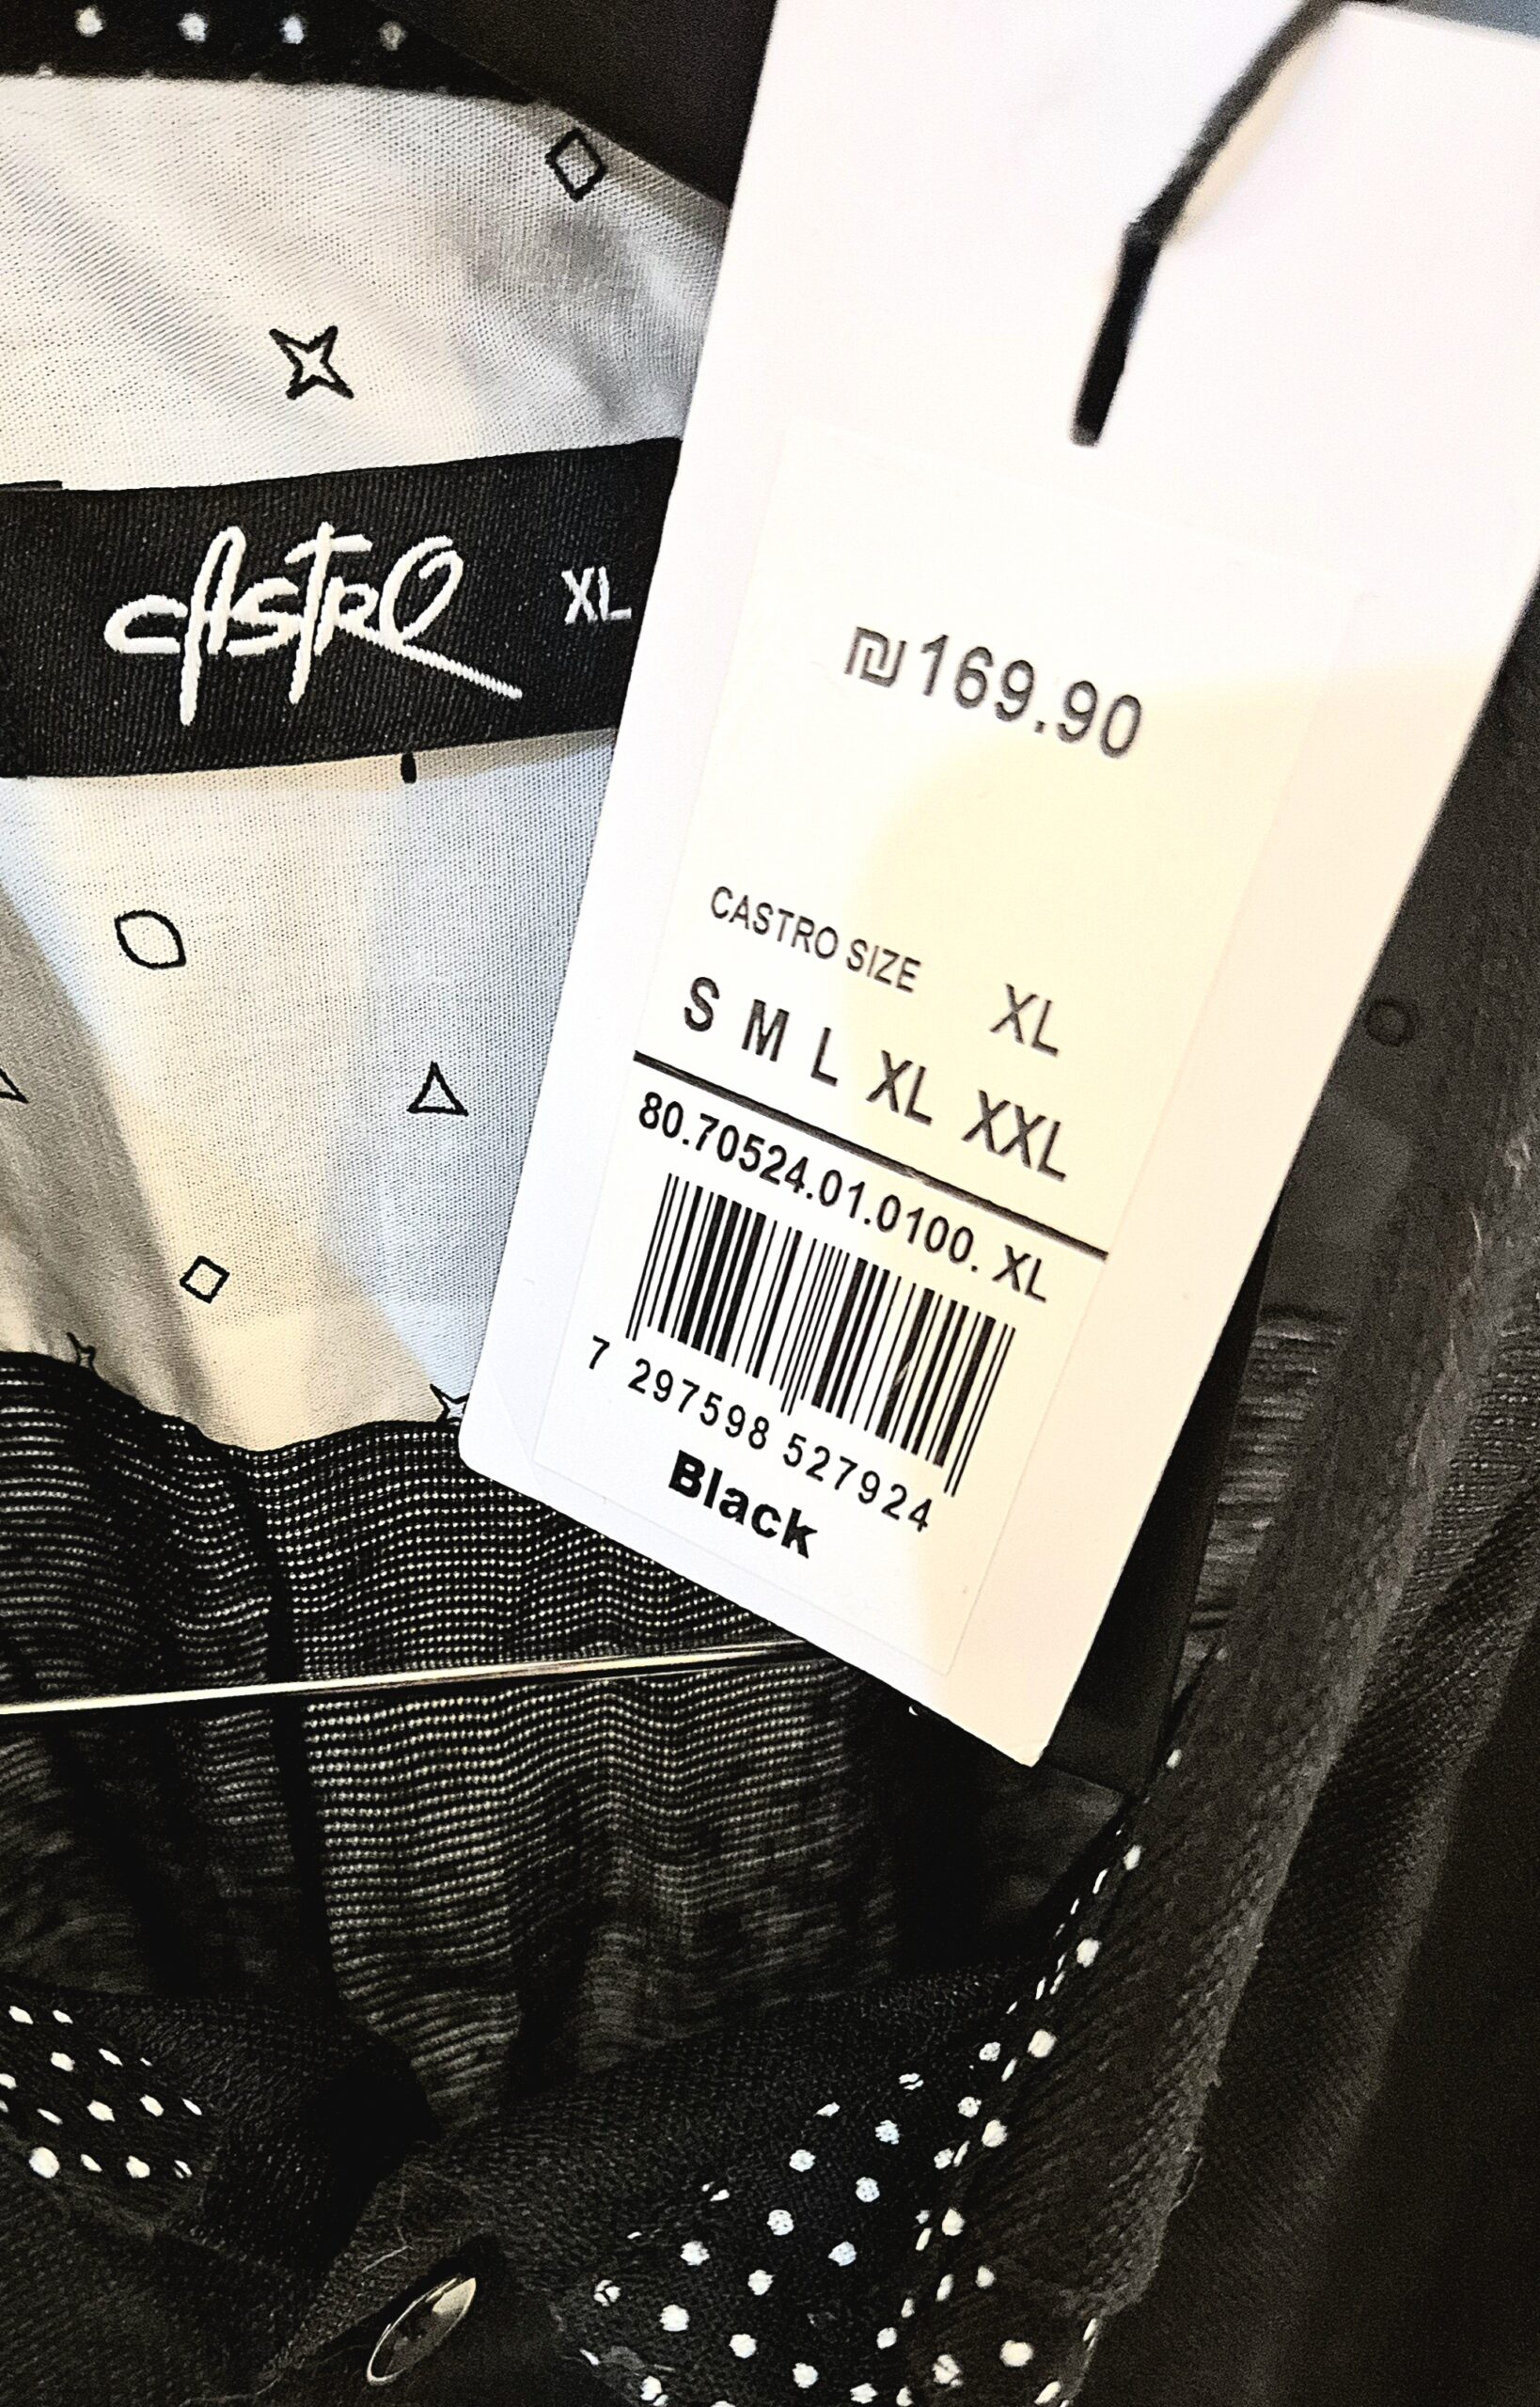 CASTRO XL
₪169.90
CASTRO SIZE XL
S M L XL XXL
80.70524.01.0100. XL
7 297598 527924
Black